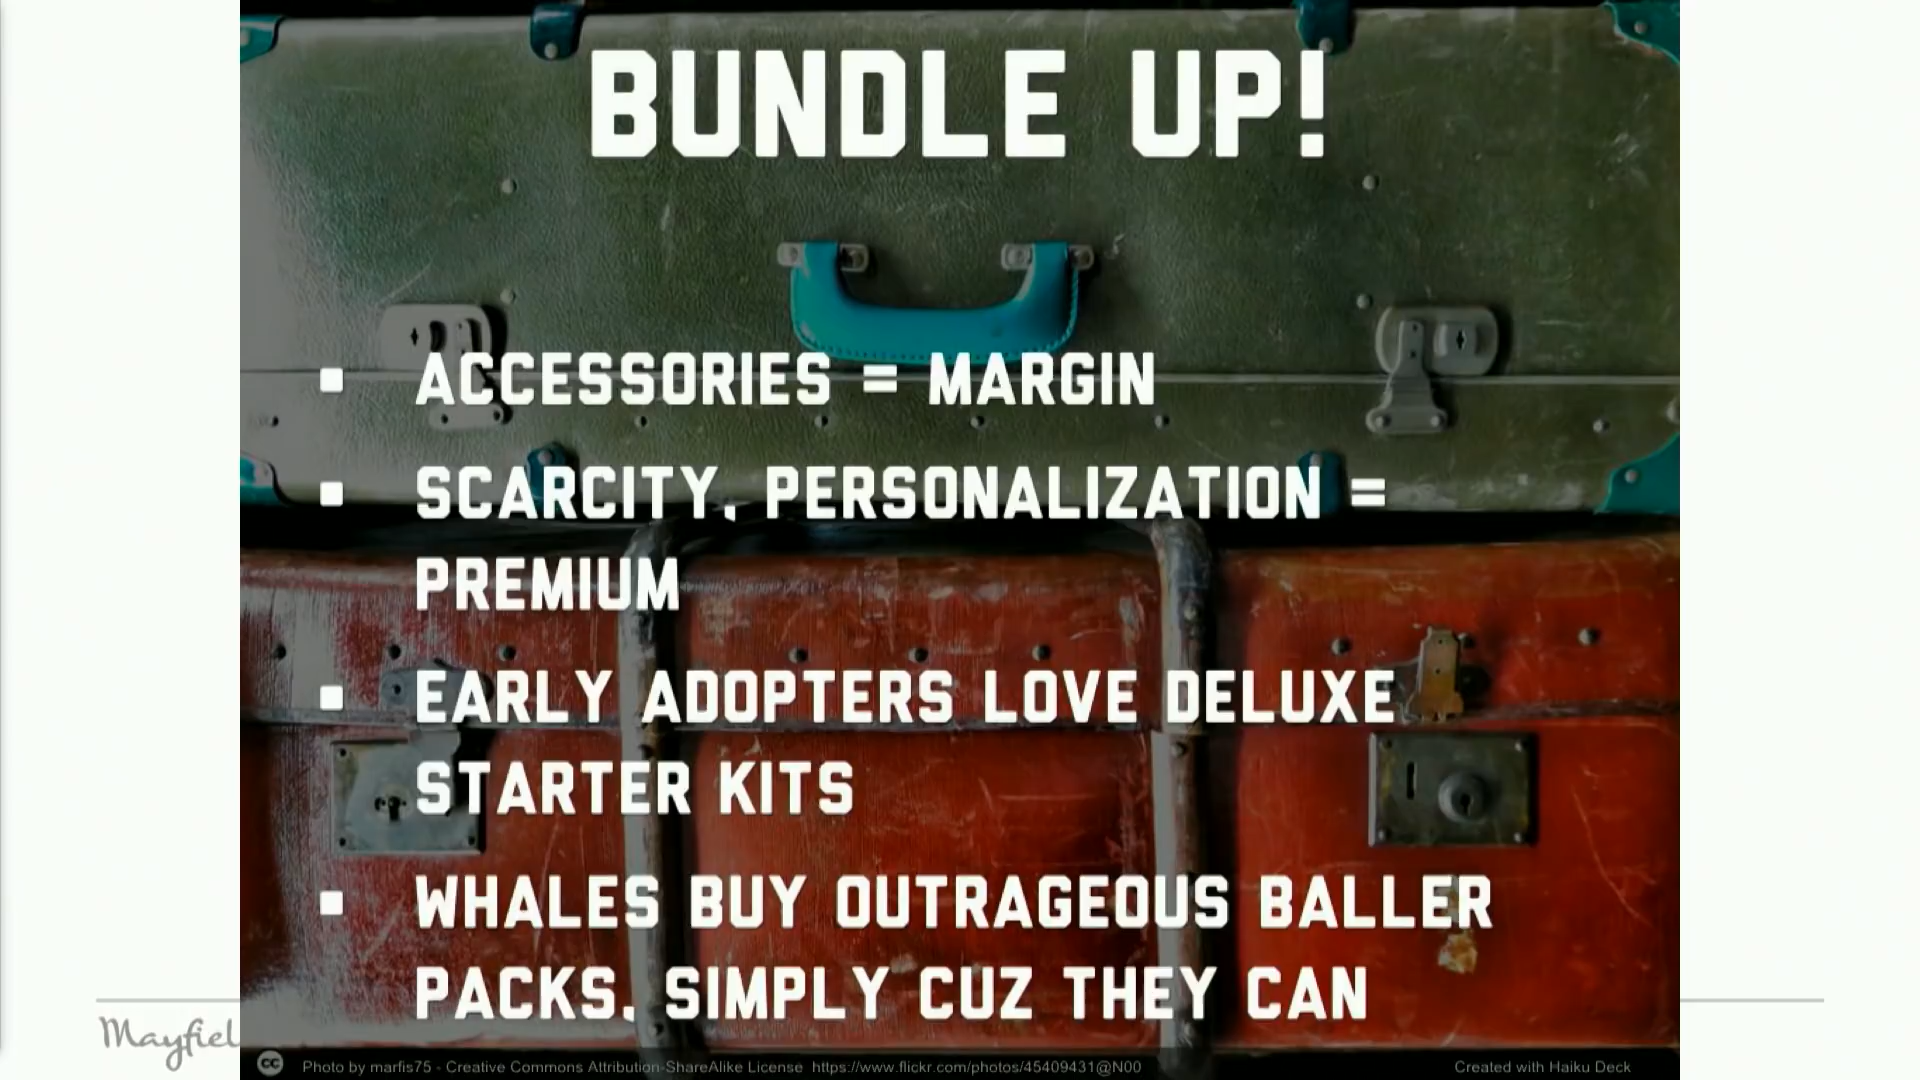 BUNDLE UP!
▪ ACCESSORIES = MARGIN
▪ SCARCITY, PERSONALIZATION =
PREMIUM
▪ EARLY ADOPTERS LOVE DELUXE
STARTER KITS
▪ WHALES BUY OUTRAGEOUS BALLER
PACKS, SIMPLY CUZ THEY CAN
Mayfiel
cc Photo by marfis75 - Creative Commons Attribution-ShareAlike License https://www.flickr.com/photos/45409431@N00 Created with Haiku Deck